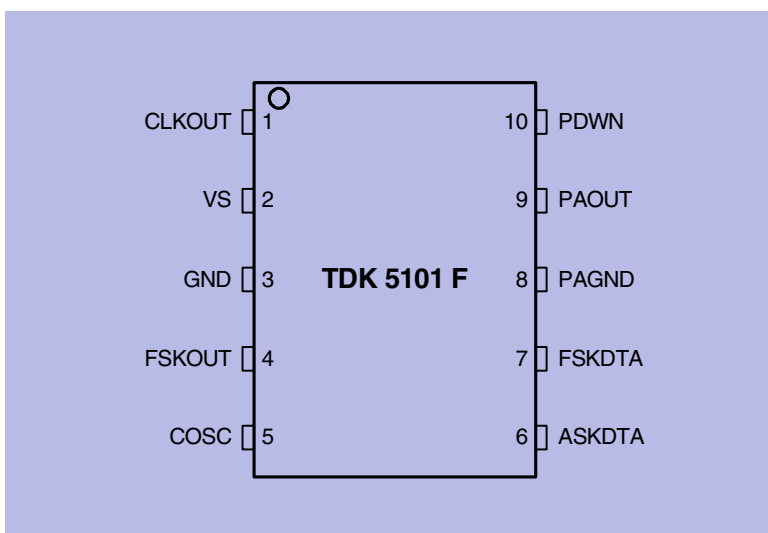 CLKOUT 1 10 PDWN
VS 2 9 PAOUT
GND 3 TDK 5101 F 8 PAGND
FSKOUT 4 7 FSKDTA
COSC 5 6 ASKDTA